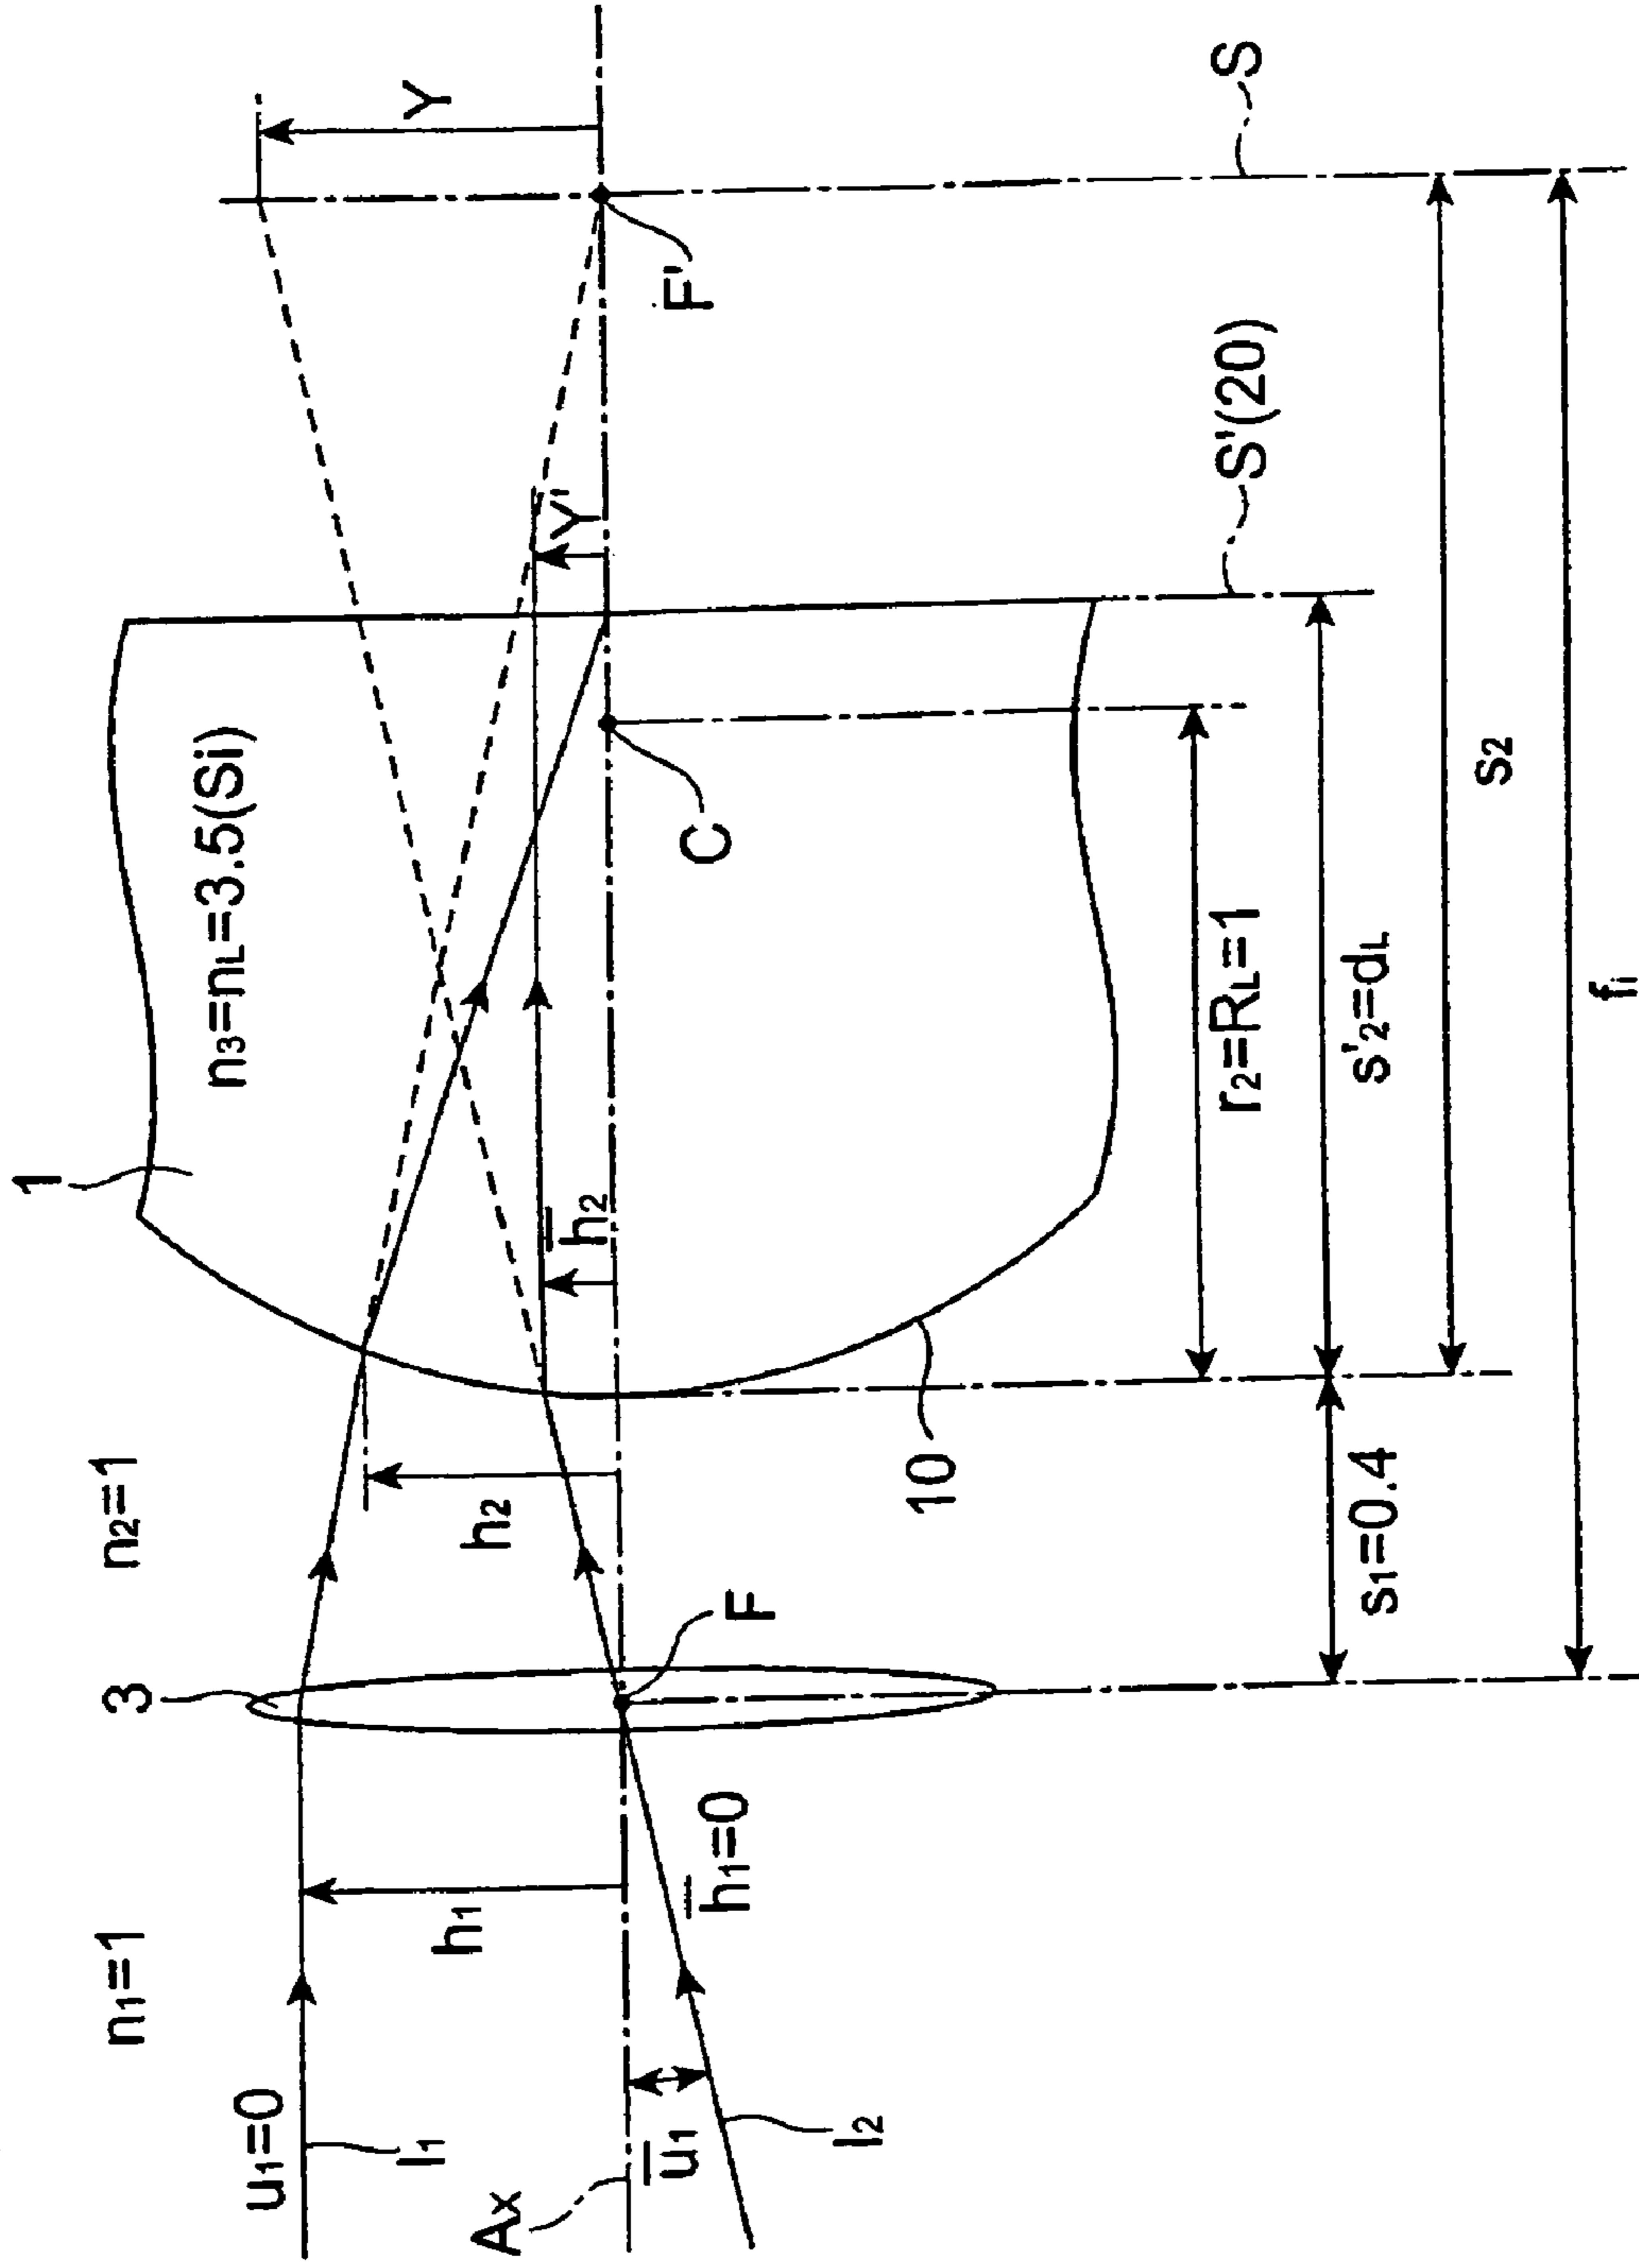 n1=1
n2=1
n3=nL=3.5(Si)
3
1
u1=0
l1
h1
h2
h̅2
Y'
Y
Ax
u̅1
h̅1=0
l2
F
10
C
F'
S'(20)
S
r2=RL=1
s1=0.4
s'2=dL
s2
fi